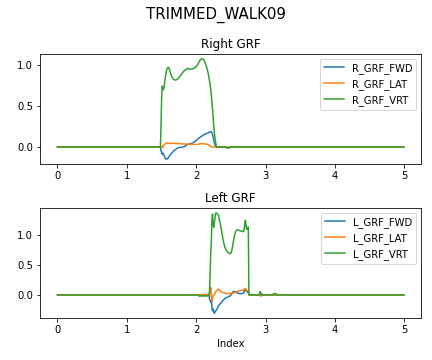 TRIMMED_WALK09
Right GRF
1.0
0.5
0.0
R_GRF_FWD
R_GRF_LAT
R_GRF_VRT
0 1 2 3 4 5
Left GRF
1.0
0.5
0.0
L_GRF_FWD
L_GRF_LAT
L_GRF_VRT
0 1 2 3 4 5
Index